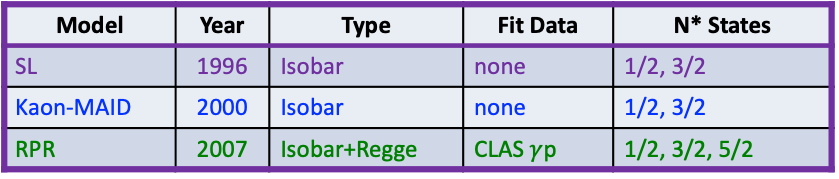 Model Year Type Fit Data N* States
SL 1996 Isobar none 1/2, 3/2
Kaon-MAID 2000 Isobar none 1/2, 3/2
RPR 2007 Isobar+Regge CLAS γp 1/2, 3/2, 5/2